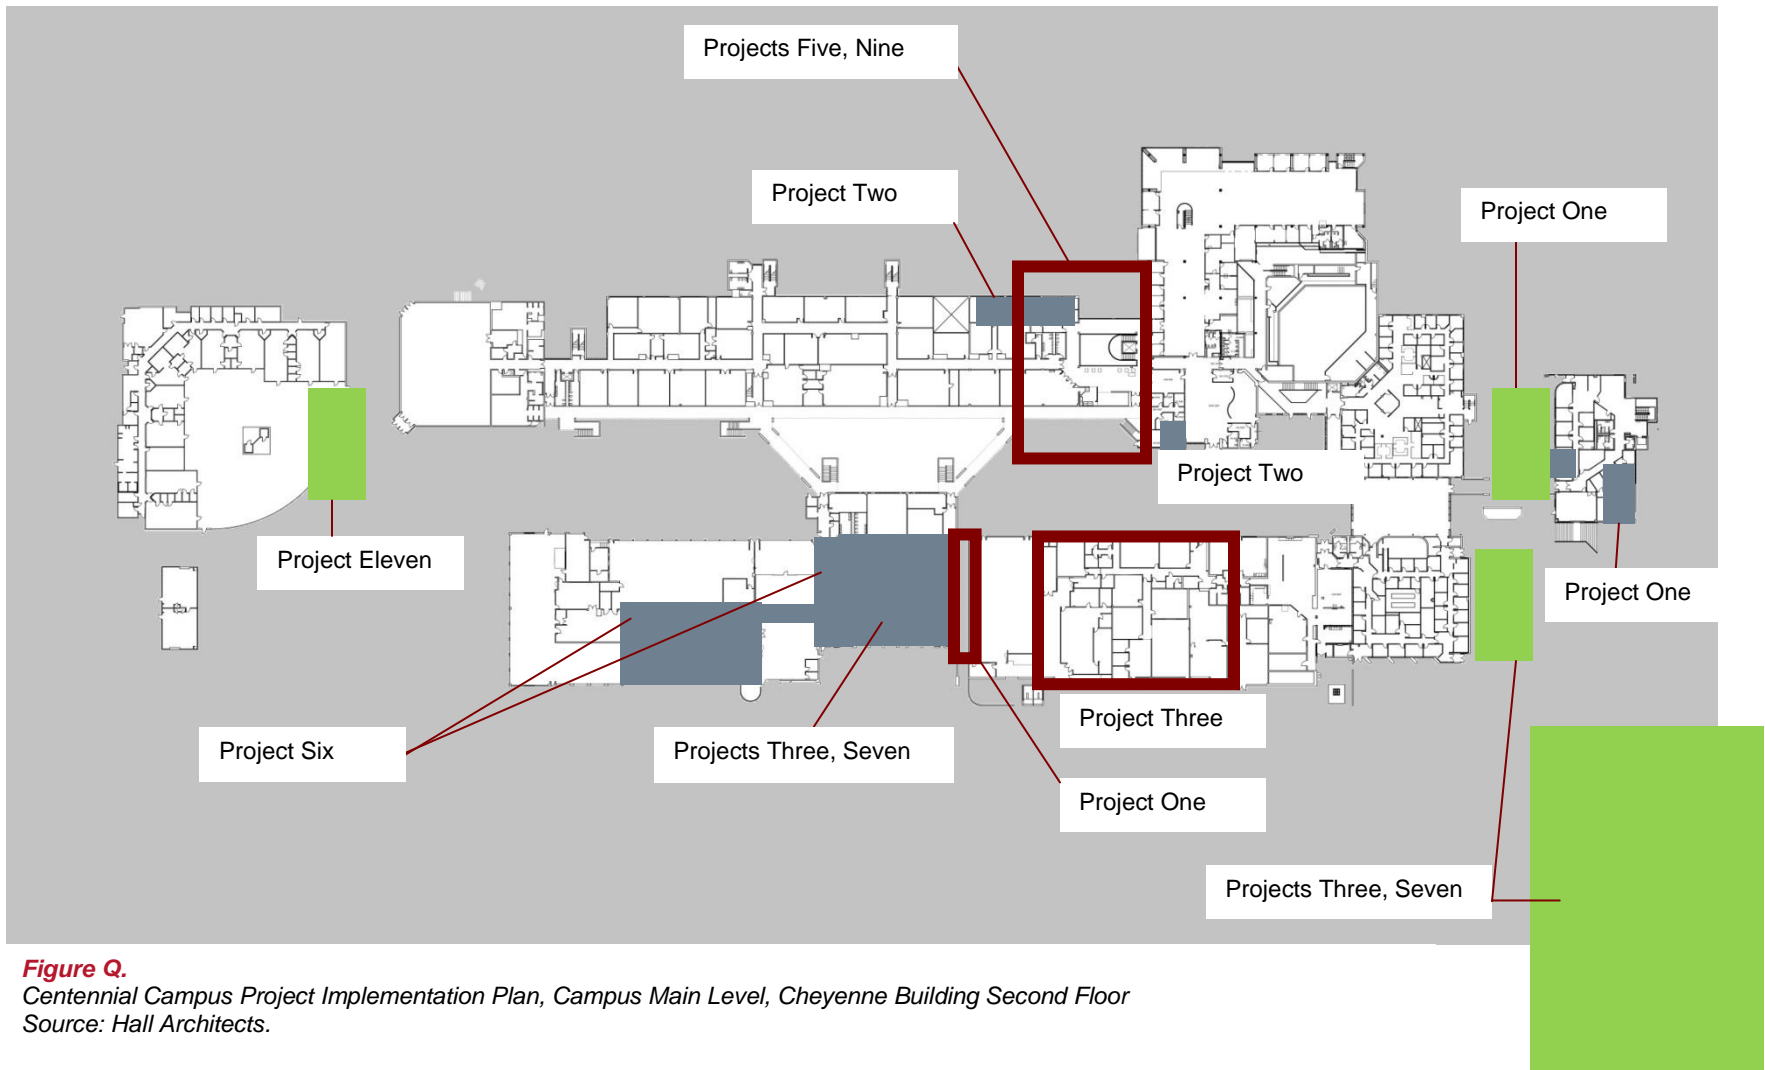 Projects Five, Nine
Project Two
Project One
Project Two
Project Eleven
Project One
Project Three
Project Six
Projects Three, Seven
Project One
Projects Three, Seven
Figure Q.
Centennial Campus Project Implementation Plan, Campus Main Level, Cheyenne Building Second Floor
Source: Hall Architects.